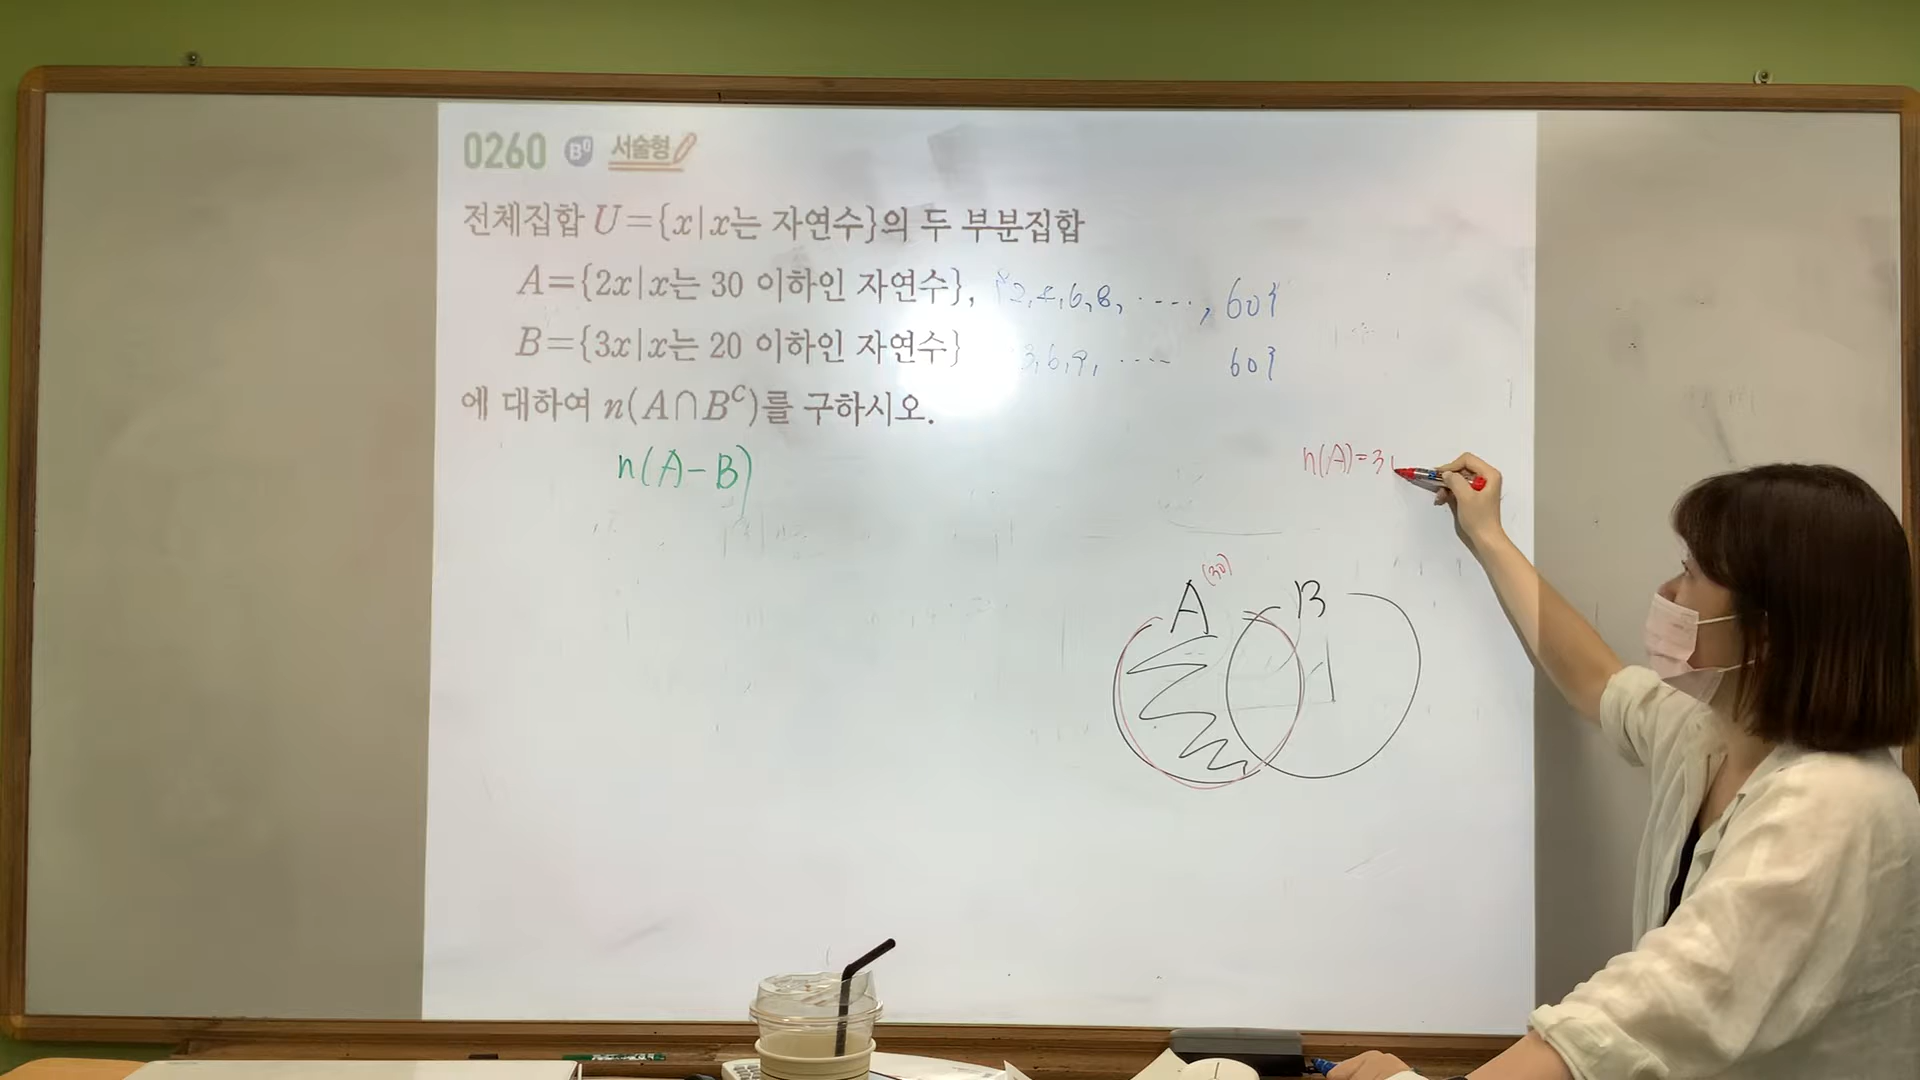 0260 B0 서술형
전체집합 U={x|x는 자연수}의 두 부분집합
A={2x|x는 30 이하인 자연수}, {2,4,6,8, ·····, 60}
B={3x|x는 20 이하인 자연수} 3,6,9, ····· 60}
에 대하여 n(A∩B^C)를 구하시오.
n(A-B)
n(A)=3
(30)
A B